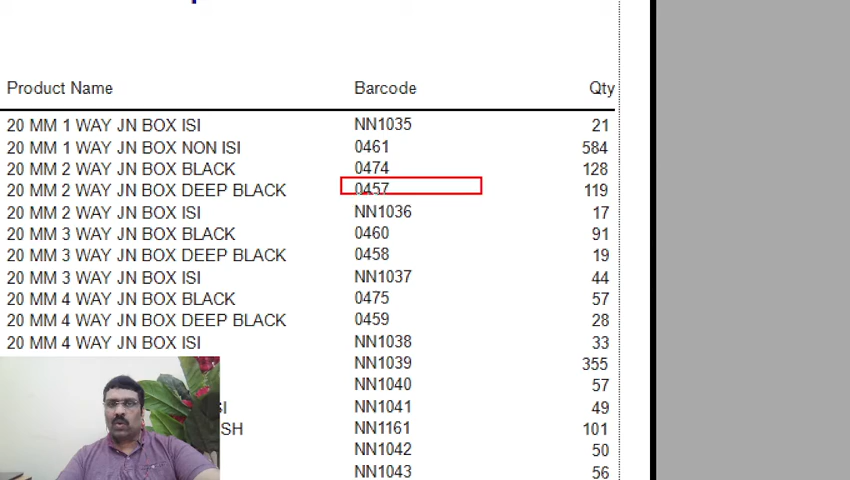 Product Name Barcode Qty
20 MM 1 WAY JN BOX ISI NN1035 21
20 MM 1 WAY JN BOX NON ISI 0461 584
20 MM 2 WAY JN BOX BLACK 0474 128
20 MM 2 WAY JN BOX DEEP BLACK 0457 119
20 MM 2 WAY JN BOX ISI NN1036 17
20 MM 3 WAY JN BOX BLACK 0460 91
20 MM 3 WAY JN BOX DEEP BLACK 0458 19
20 MM 3 WAY JN BOX ISI NN1037 44
20 MM 4 WAY JN BOX BLACK 0475 57
20 MM 4 WAY JN BOX DEEP BLACK 0459 28
20 MM 4 WAY JN BOX ISI NN1038 33
NN1039 355
NN1040 57
NN1041 49
SH NN1161 101
NN1042 50
NN1043 56